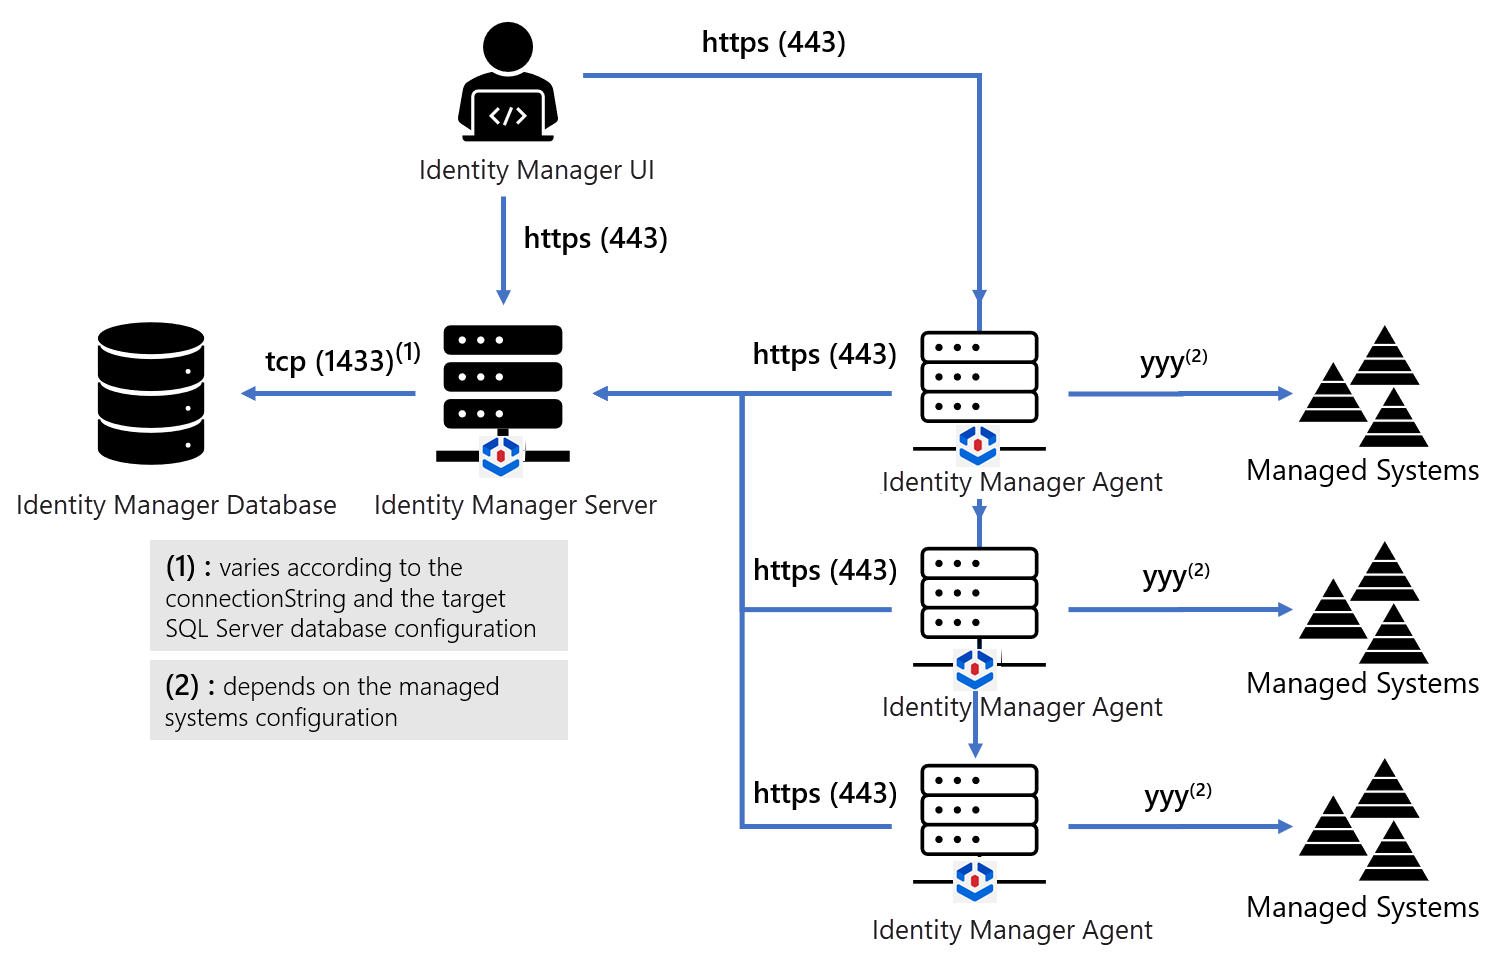 https (443)
</>
Identity Manager UI
https (443)
tcp (1433)(1)
https (443)
yyy(2)
Managed Systems
Identity Manager Database
Identity Manager Server
Identity Manager Agent
(1) : varies according to the
connectionString and the target
SQL Server database configuration
https (443)
yyy(2)
(2) : depends on the managed
systems configuration
Managed Systems
Identity Manager Agent
https (443)
yyy(2)
Managed Systems
Identity Manager Agent